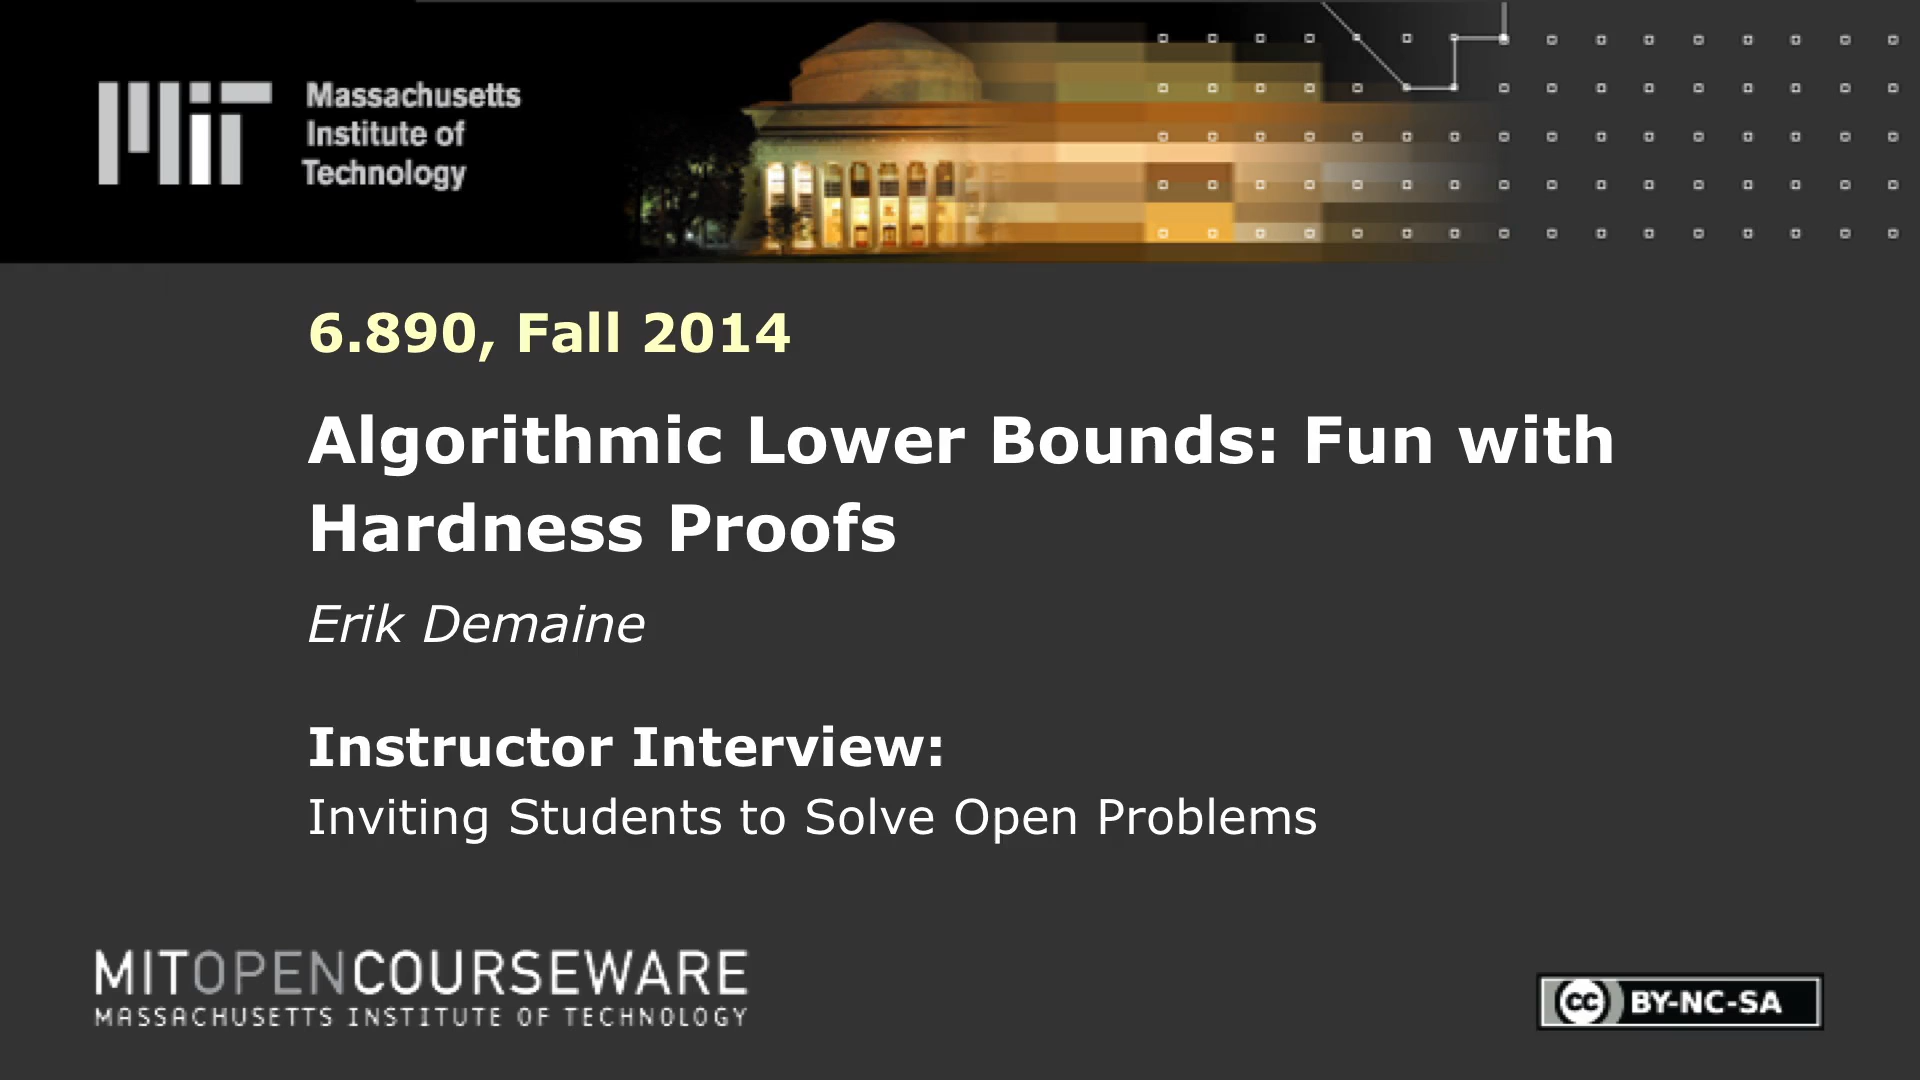 Massachusetts
Institute of
Technology
6.890, Fall 2014
Algorithmic Lower Bounds: Fun with
Hardness Proofs
Erik Demaine
Instructor Interview:
Inviting Students to Solve Open Problems
MITOPENCOURSEWARE
MASSACHUSETTS INSTITUTE OF TECHNOLOGY
cc BY-NC-SA